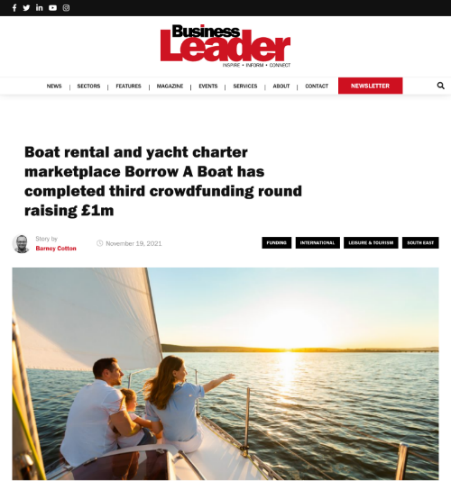 Business
Leader
INSPIRE • INFORM • CONNECT
NEWS | SECTORS | FEATURES | MAGAZINE | EVENTS | SERVICES | ABOUT | CONTACT NEWSLETTER
Boat rental and yacht charter
marketplace Borrow A Boat has
completed third crowdfunding round
raising £1m
Story by
Barney Cotton
November 19, 2021
FUNDING INTERNATIONAL LEISURE & TOURISM SOUTH EAST